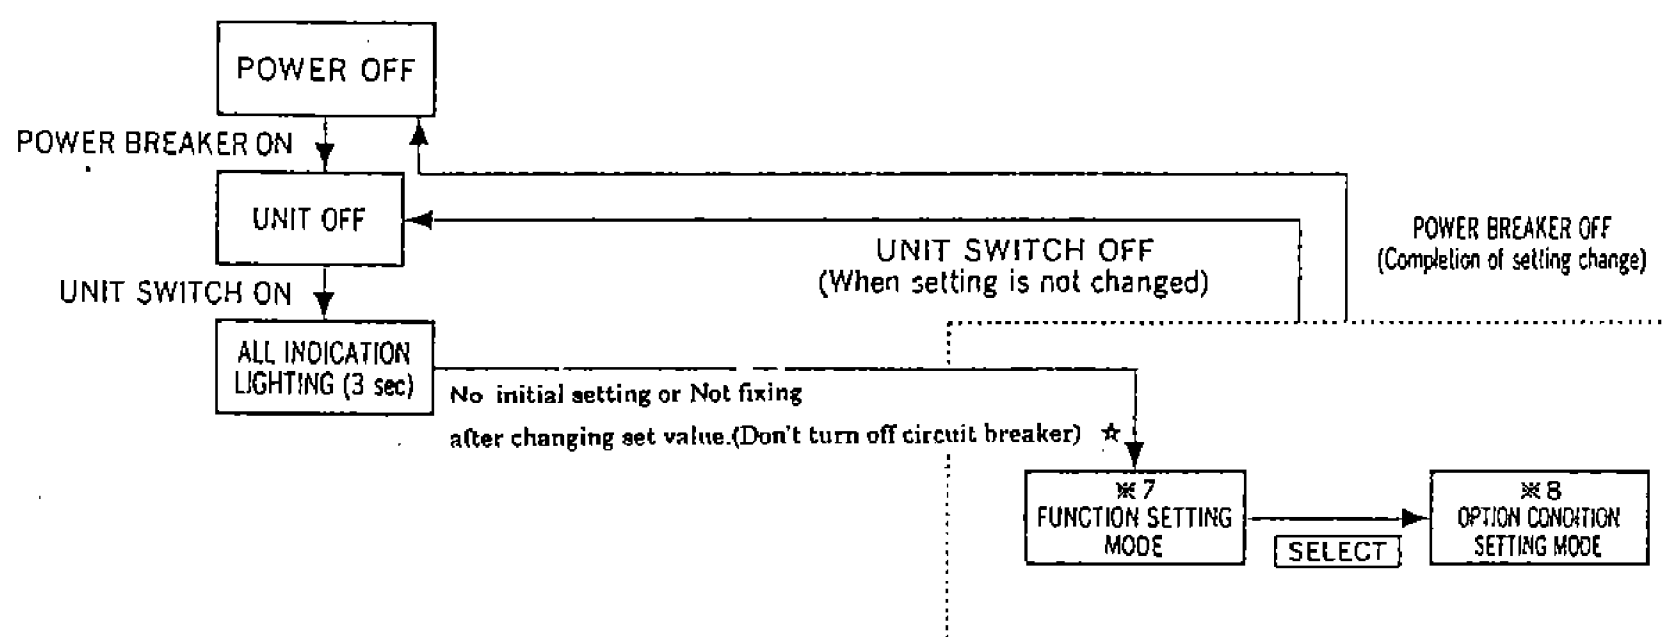 POWER OFF
POWER BREAKER ON
UNIT OFF
UNIT SWITCH OFF
(When setting is not changed)
POWER BREAKER OFF
(Completion of setting change)
UNIT SWITCH ON
ALL INDICATION
LIGHTING (3 sec)
No initial setting or Not fixing
after changing set value.(Don't turn off circuit breaker) ☆
※7
FUNCTION SETTING
MODE
SELECT
※8
OPTION CONDITION
SETTING MODE